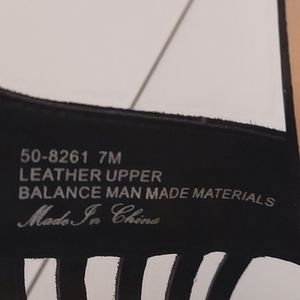 50-8261 7M
LEATHER UPPER
BALANCE MAN MADE MATERIALS
Made In China